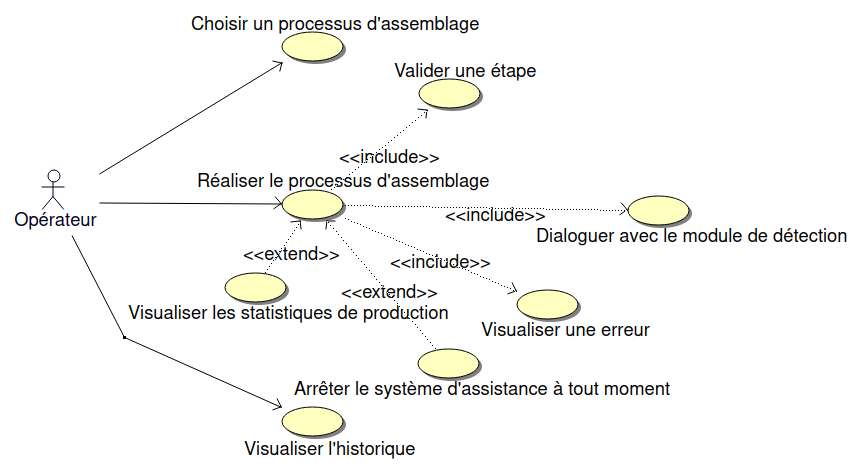 Choisir un processus d'assemblage
Valider une étape
<<include>>
Réaliser le processus d'assemblage
Opérateur
<<include>>
Dialoguer avec le module de détection
<<extend>>
<<include>>
<<extend>>
Visualiser les statistiques de production
Visualiser une erreur
Arrêter le système d'assistance à tout moment
Visualiser l'historique